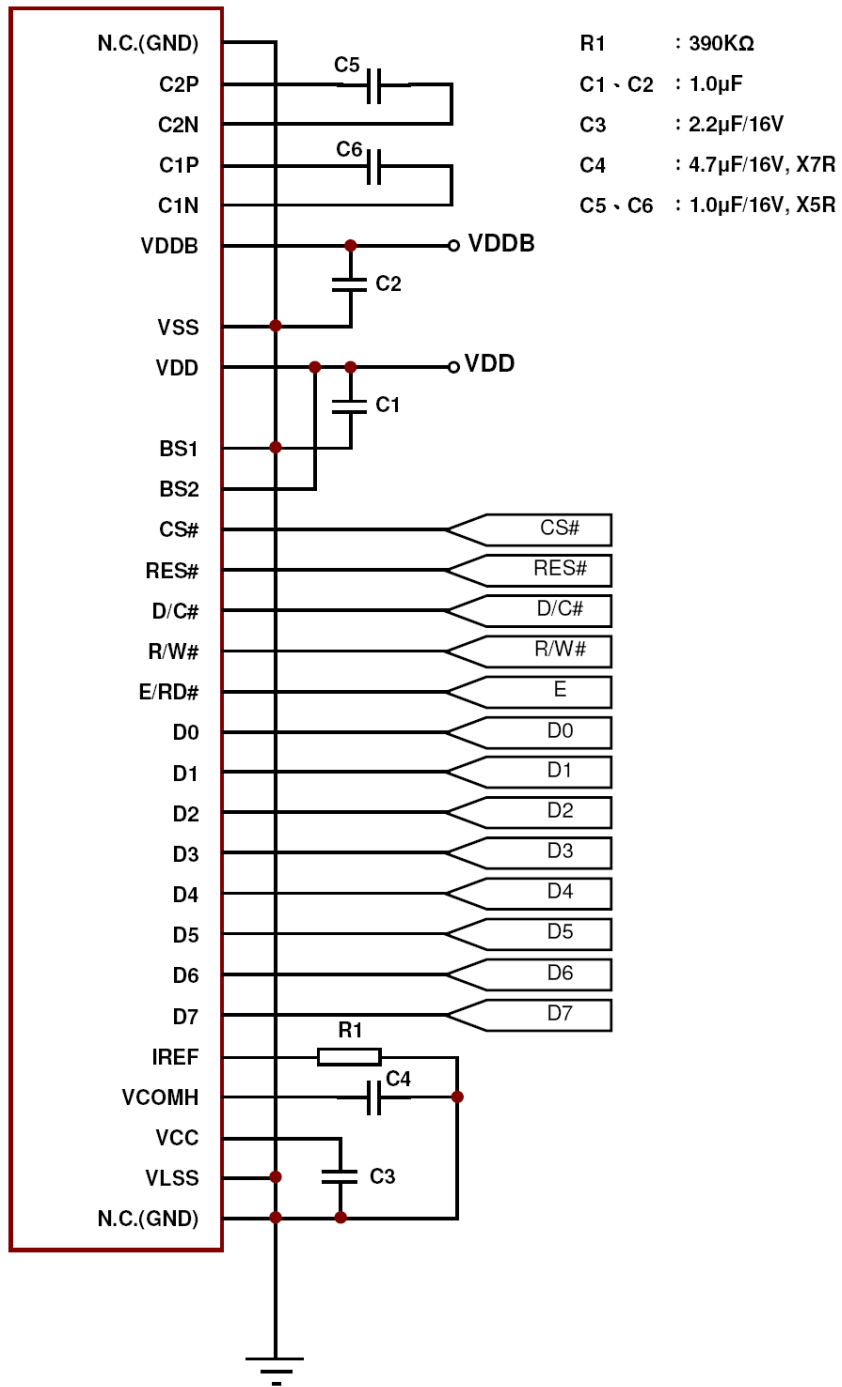 N.C.(GND)
C2P
C2N
C1P
C1N
VDDB
VSS
VDD
BS1
BS2
CS#
RES#
D/C#
R/W#
E/RD#
D0
D1
D2
D3
D4
D5
D6
D7
IREF
VCOMH
VCC
VLSS
N.C.(GND)
C5
C6
VDDB
C2
VDD
C1
CS#
RES#
D/C#
R/W#
E
D0
D1
D2
D3
D4
D5
D6
D7
R1
C4
C3
R1 : 390KΩ
C1、C2 : 1.0μF
C3 : 2.2μF/16V
C4 : 4.7μF/16V, X7R
C5、C6 : 1.0μF/16V, X5R